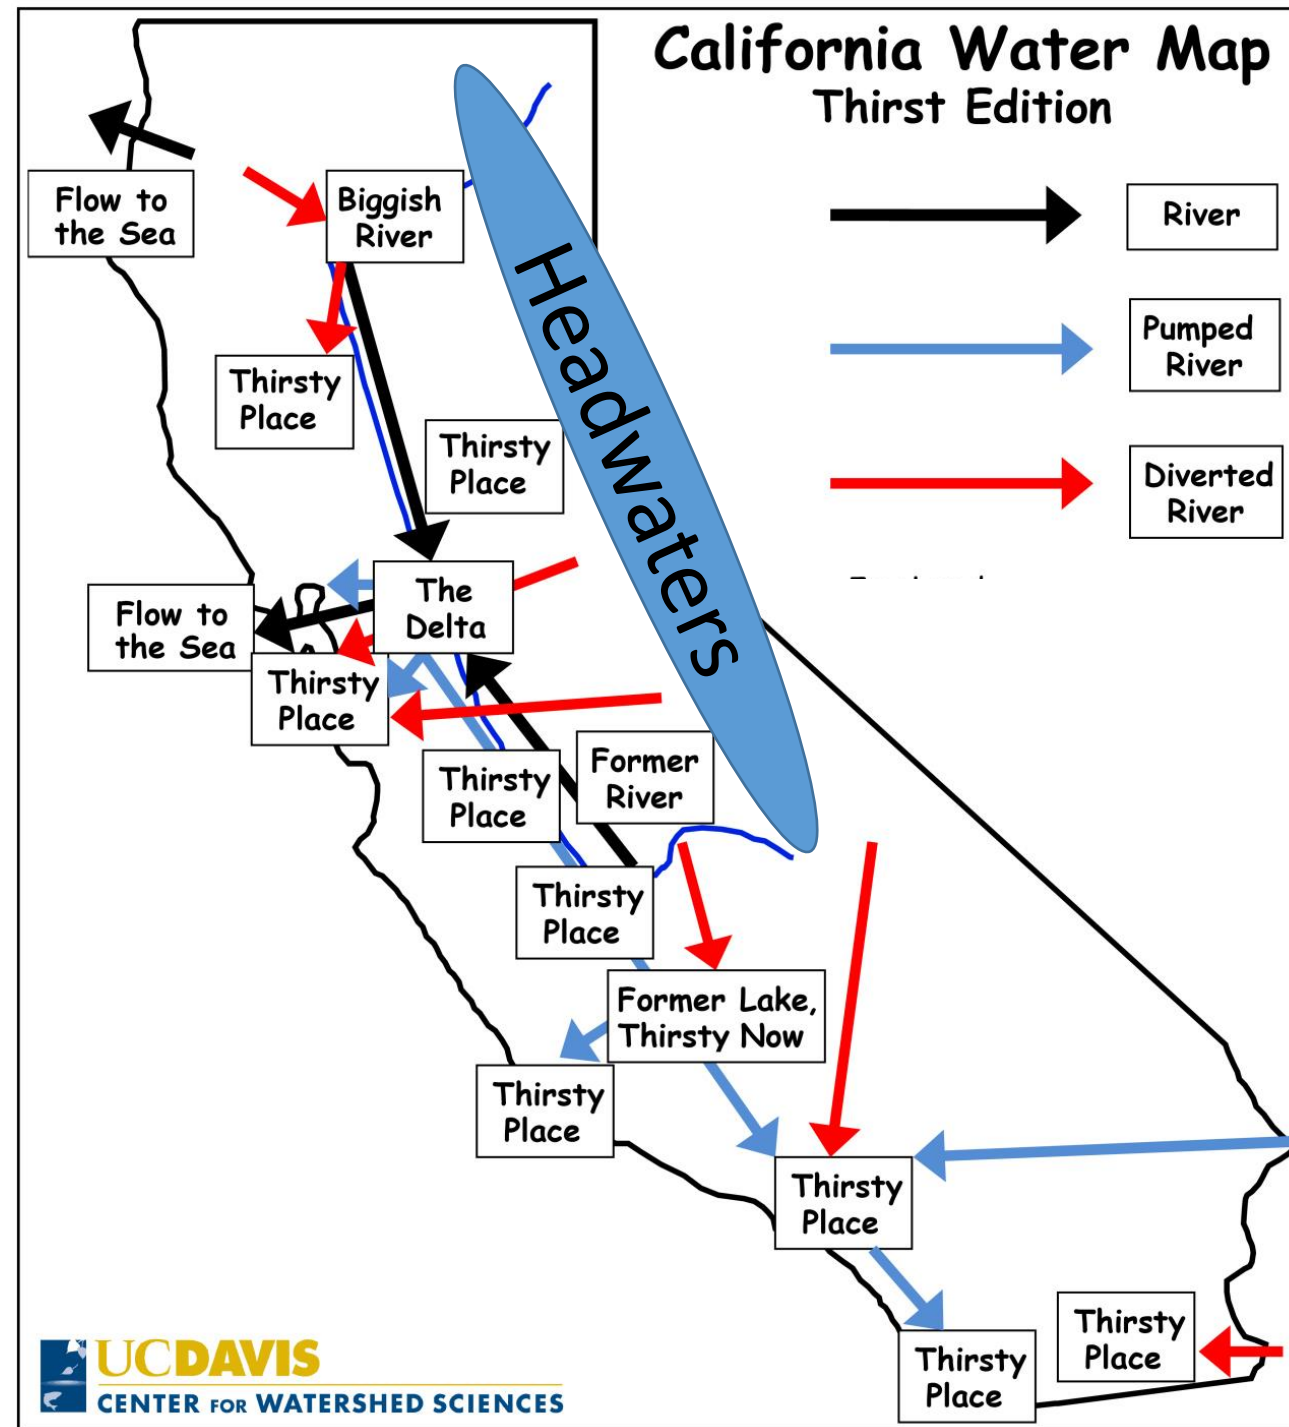 California Water Map
Thirst Edition
River
Pumped
River
Diverted
River
Headwaters
Flow to
the Sea
Biggish
River
Thirsty
Place
Thirsty
Place
The
Delta
Flow to
the Sea
Thirsty
Place
Former
River
Thirsty
Place
Thirsty
Place
Former Lake,
Thirsty Now
Thirsty
Place
Thirsty
Place
Thirsty
Place
Thirsty
Place
UCDAVIS
CENTER FOR WATERSHED SCIENCES